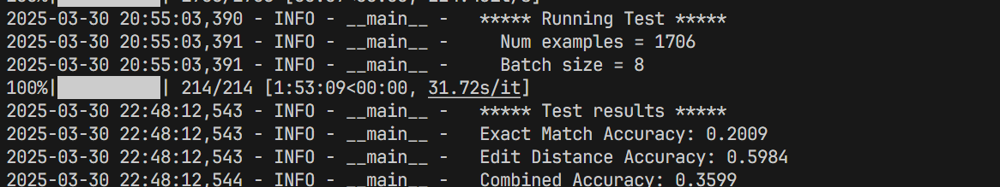 2025-03-30 20:55:03,390 - INFO - __main__ -   ***** Running Test *****
2025-03-30 20:55:03,391 - INFO - __main__ -     Num examples = 1706
2025-03-30 20:55:03,391 - INFO - __main__ -     Batch size = 8
100%|██████████| 214/214 [1:53:09<00:00, 31.72s/it]
2025-03-30 22:48:12,543 - INFO - __main__ -   ***** Test results *****
2025-03-30 22:48:12,543 - INFO - __main__ -   Exact Match Accuracy: 0.2009
2025-03-30 22:48:12,543 - INFO - __main__ -   Edit Distance Accuracy: 0.5984
2025-03-30 22:48:12,544 - INFO - __main__ -   Combined Accuracy: 0.3599